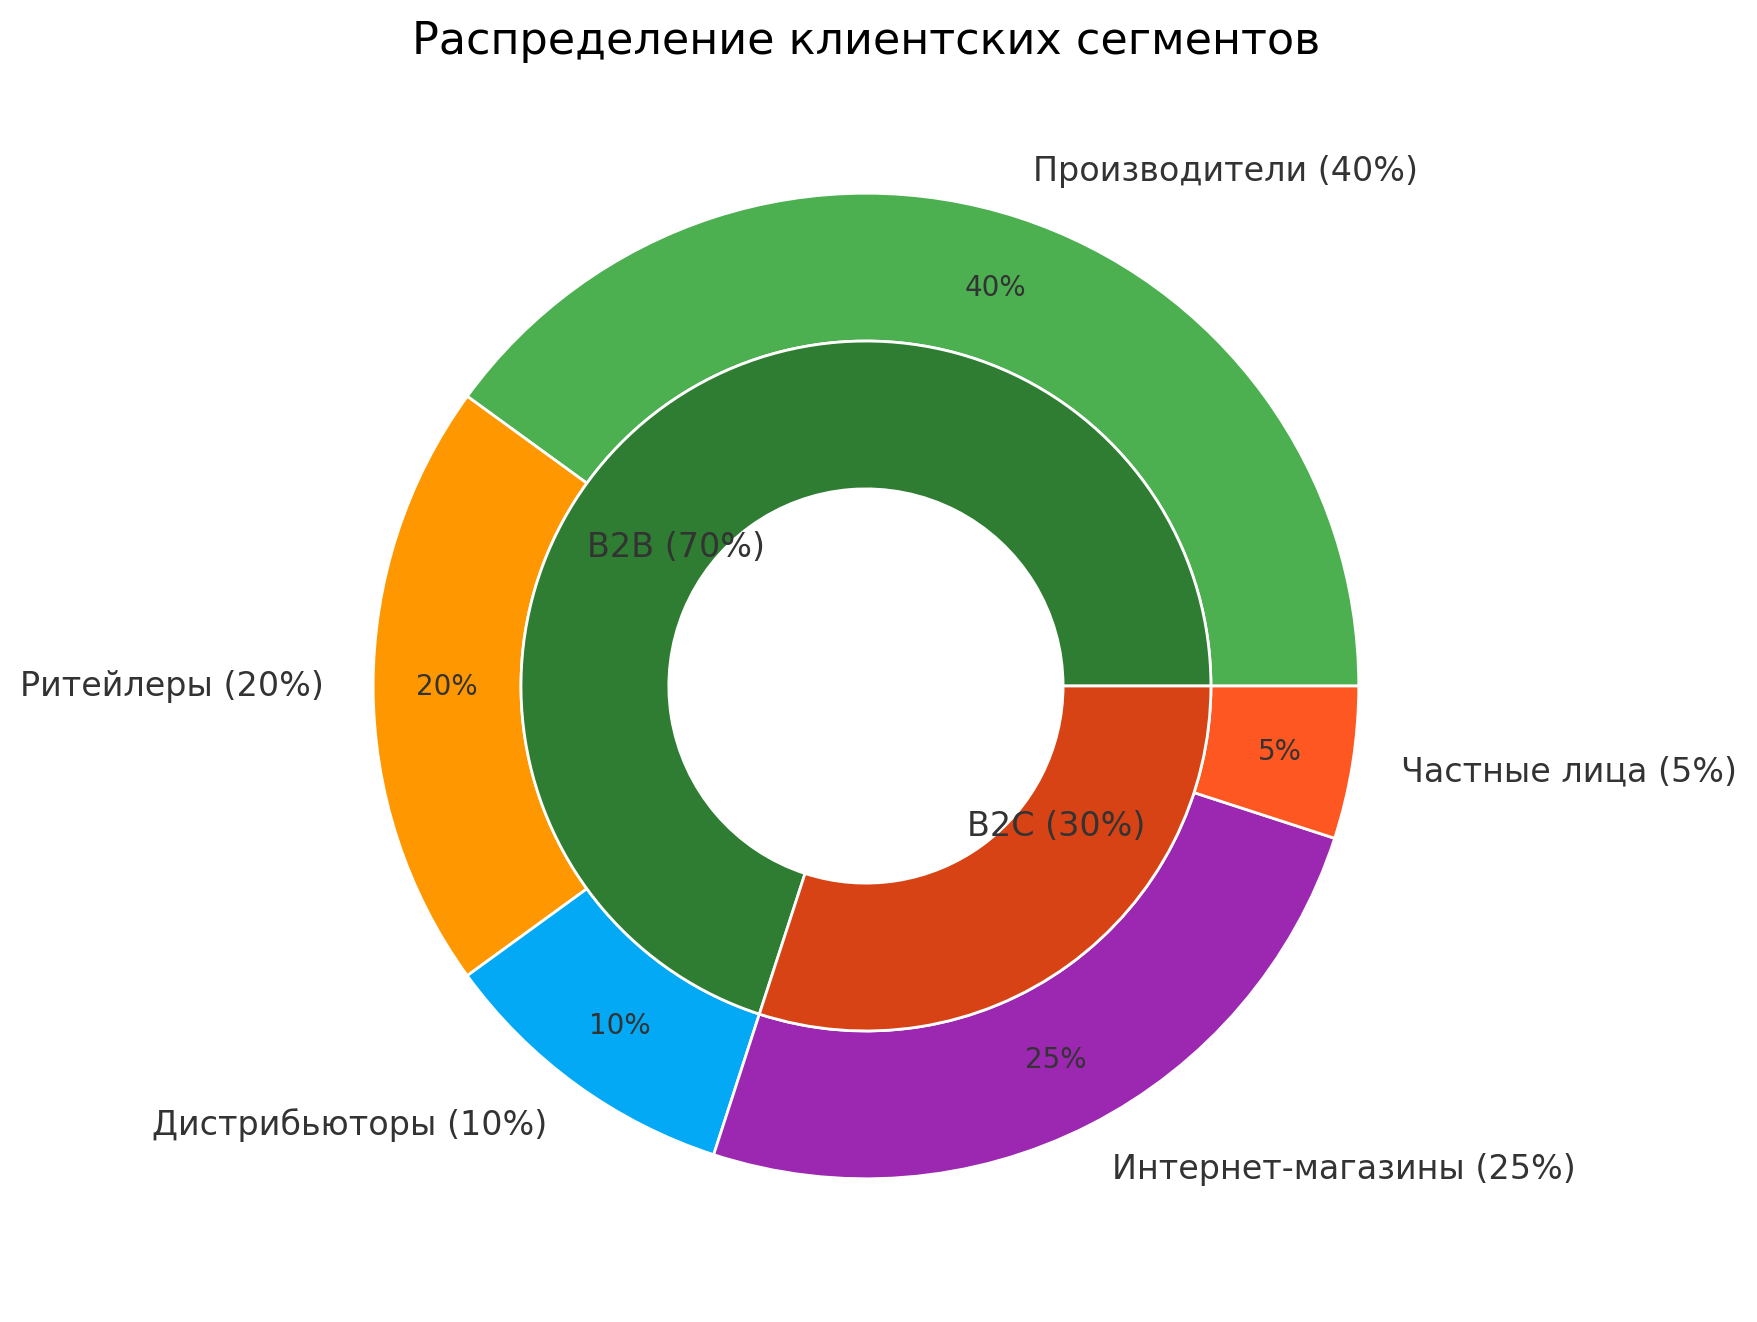 Распределение клиентских сегментов
Производители (40%)
40%
B2B (70%)
Ритейлеры (20%)
20%
5%
Частные лица (5%)
B2C (30%)
10%
25%
Дистрибьюторы (10%)
Интернет-магазины (25%)